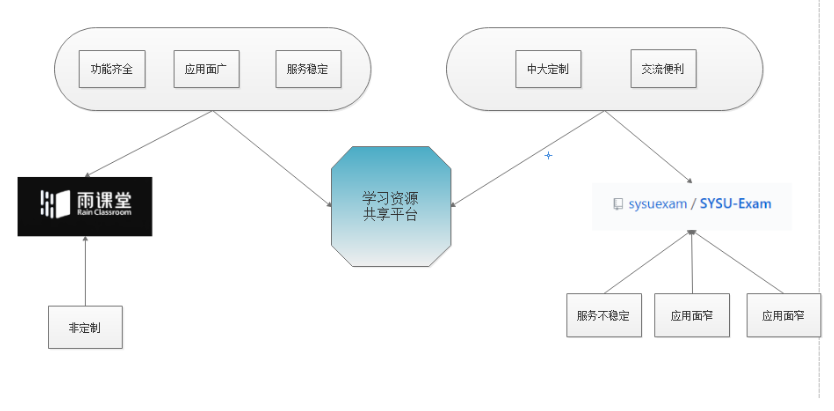 功能齐全
应用面广
服务稳定
中大定制
交流便利
雨课堂
Rain Classroom
学习资源
共享平台
sysuexam / SYSU-Exam
非定制
服务不稳定
应用面窄
应用面窄